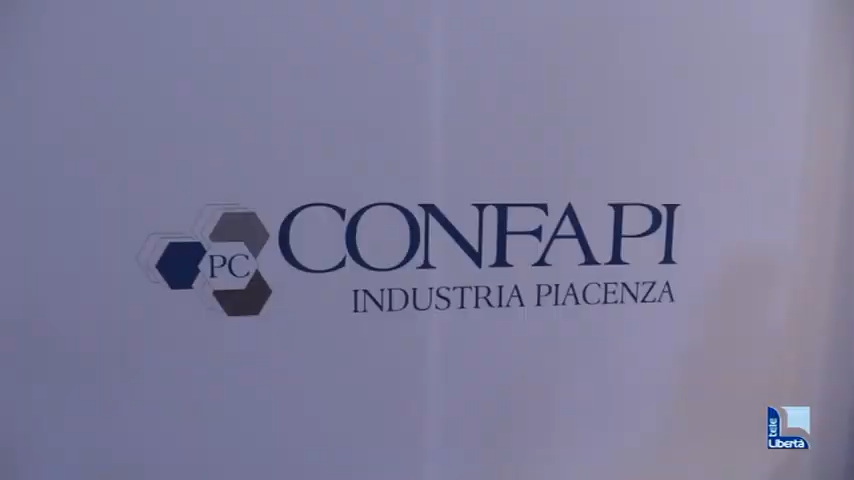 PC
CONFAPI
INDUSTRIA PIACENZA
tele
Libertà